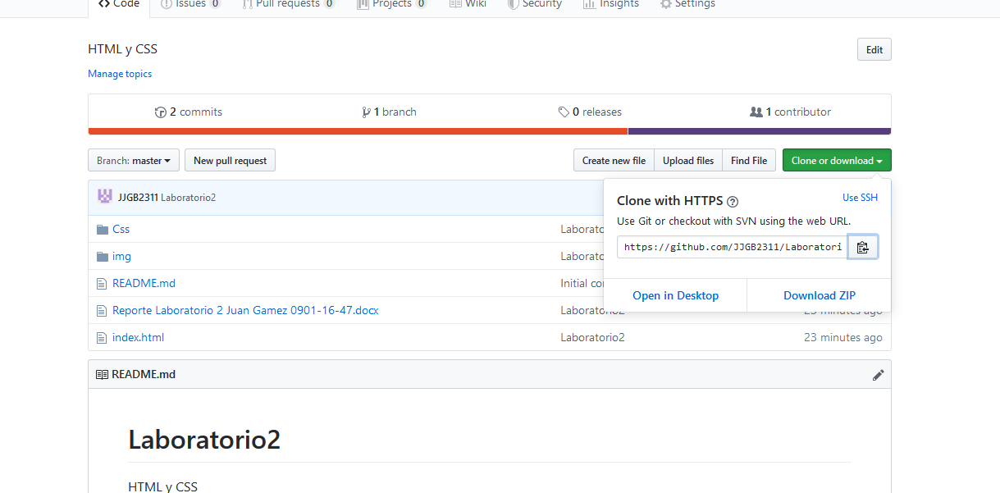 Code Issues 0 Pull requests 0 Projects 0 Wiki Security Insights Settings
HTML y CSS Edit
Manage topics
2 commits 1 branch 0 releases 1 contributor
Branch: master New pull request Create new file Upload files Find File Clone or download
JJGB2311 Laboratorio2
Clone with HTTPS Use SSH
Use Git or checkout with SVN using the web URL.
https://github.com/JJGB2311/Laboratori
Open in Desktop Download ZIP
Css Laborato
img Laborato
README.md Initial co
Reporte Laboratorio 2 Juan Gamez 0901-16-47.docx Laboratorio2 23 minutes ago
index.html Laboratorio2 23 minutes ago
README.md
Laboratorio2
HTML y CSS